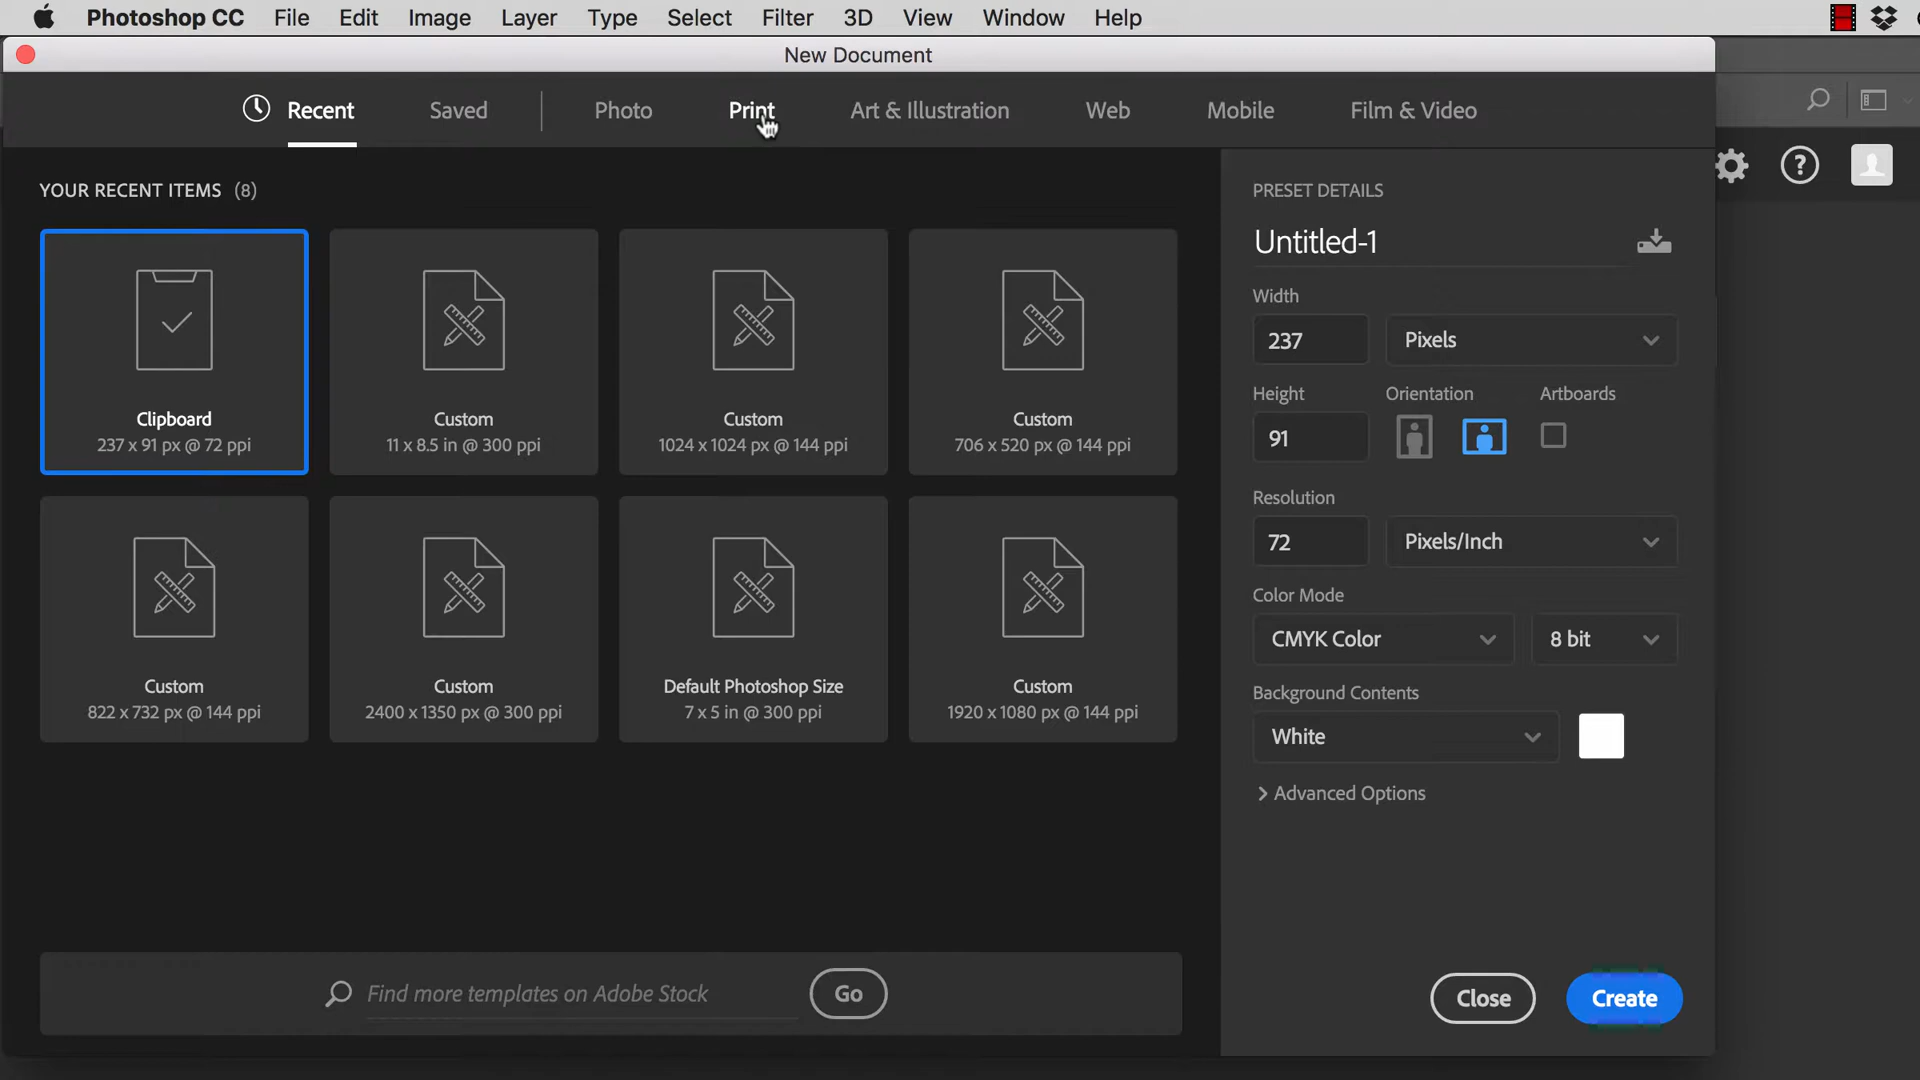 Photoshop CC File Edit Image Layer Type Select Filter 3D View Window Help
New Document
Recent Saved Photo Print Art & Illustration Web Mobile Film & Video
YOUR RECENT ITEMS (8)
Clipboard
237 x 91 px @ 72 ppi
Custom
11 x 8.5 in @ 300 ppi
Custom
1024 x 1024 px @ 144 ppi
Custom
706 x 520 px @ 144 ppi
Custom
822 x 732 px @ 144 ppi
Custom
2400 x 1350 px @ 300 ppi
Default Photoshop Size
7 x 5 in @ 300 ppi
Custom
1920 x 1080 px @ 144 ppi
Find more templates on Adobe Stock Go
PRESET DETAILS
Untitled-1
Width
237 Pixels
Height Orientation Artboards
91
Resolution
72 Pixels/Inch
Color Mode
CMYK Color 8 bit
Background Contents
White
Advanced Options
Close Create